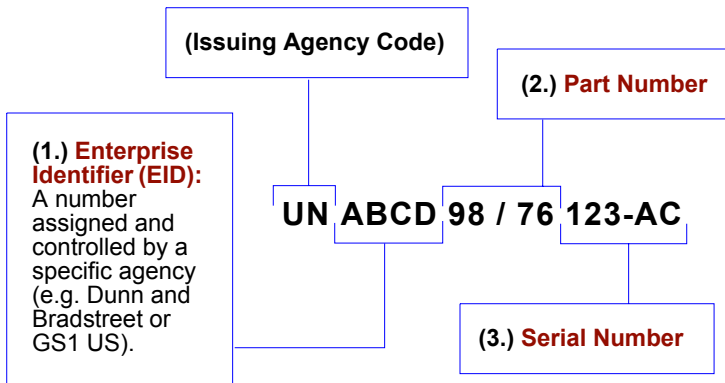 (Issuing Agency Code)
(2.) Part Number
(1.) Enterprise
Identifier (EID):
A number
assigned and
controlled by a
specific agency
(e.g. Dunn and
Bradstreet or
GS1 US).
UN ABCD 98 / 76 123-AC
(3.) Serial Number